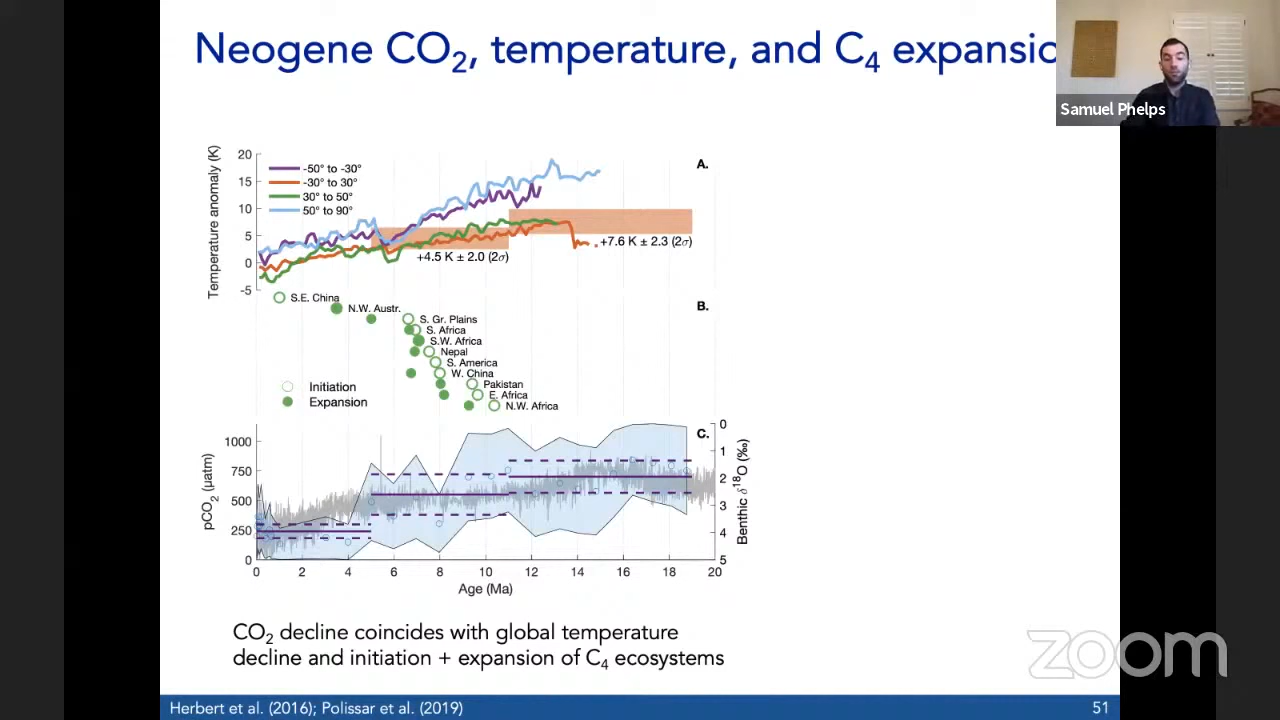 Neogene CO₂, temperature, and C₄ expansio
Samuel Phelps
Temperature anomaly (K)
20
15
10
5
0
-5
-50° to -30°
-30° to 30°
30° to 50°
50° to 90°
A.
+7.6 K ± 2.3 (2σ)
+4.5 K ± 2.0 (2σ)
B.
S.E. China
N.W. Austr.
S. Gr. Plains
S. Africa
S.W. Africa
Nepal
S. America
W. China
Pakistan
E. Africa
N.W. Africa
Initiation
Expansion
C.
pCO₂ (μatm)
1000
750
500
250
0
0
1
2
3
4
5
Benthic δ¹⁸O (‰)
0 2 4 6 8 10 12 14 16 18 20
Age (Ma)
CO₂ decline coincides with global temperature
decline and initiation + expansion of C₄ ecosystems
zoom
Herbert et al. (2016); Polissar et al. (2019)
51